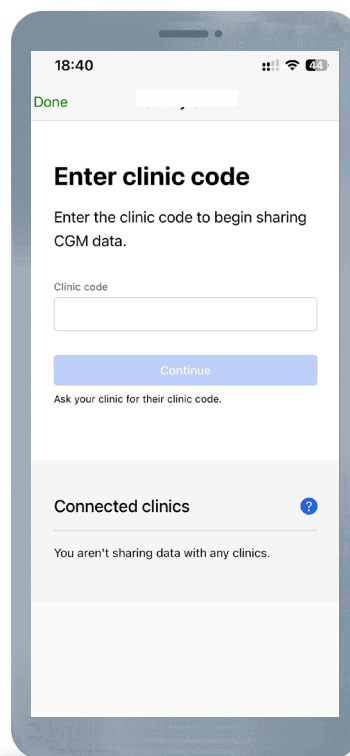 18:40
44
Done
Enter clinic code
Enter the clinic code to begin sharing
CGM data.
Clinic code
Continue
Ask your clinic for their clinic code.
Connected clinics
?
You aren't sharing data with any clinics.